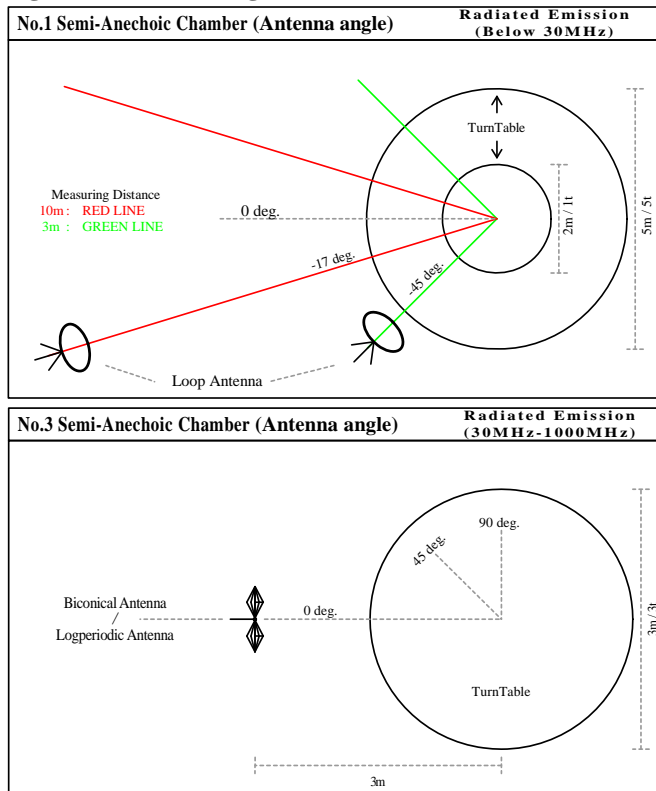 No.1 Semi-Anechoic Chamber (Antenna angle)
Radiated Emission
(Below 30MHz)
TurnTable
Measuring Distance
10m : RED LINE
3m : GREEN LINE
0 deg.
2m / 1t
5m / 5t
-17 deg.
-45 deg.
Loop Antenna
No.3 Semi-Anechoic Chamber (Antenna angle)
Radiated Emission
(30MHz-1000MHz)
90 deg.
45 deg.
Biconical Antenna
/
Logperiodic Antenna
0 deg.
3m / 3t
TurnTable
3m